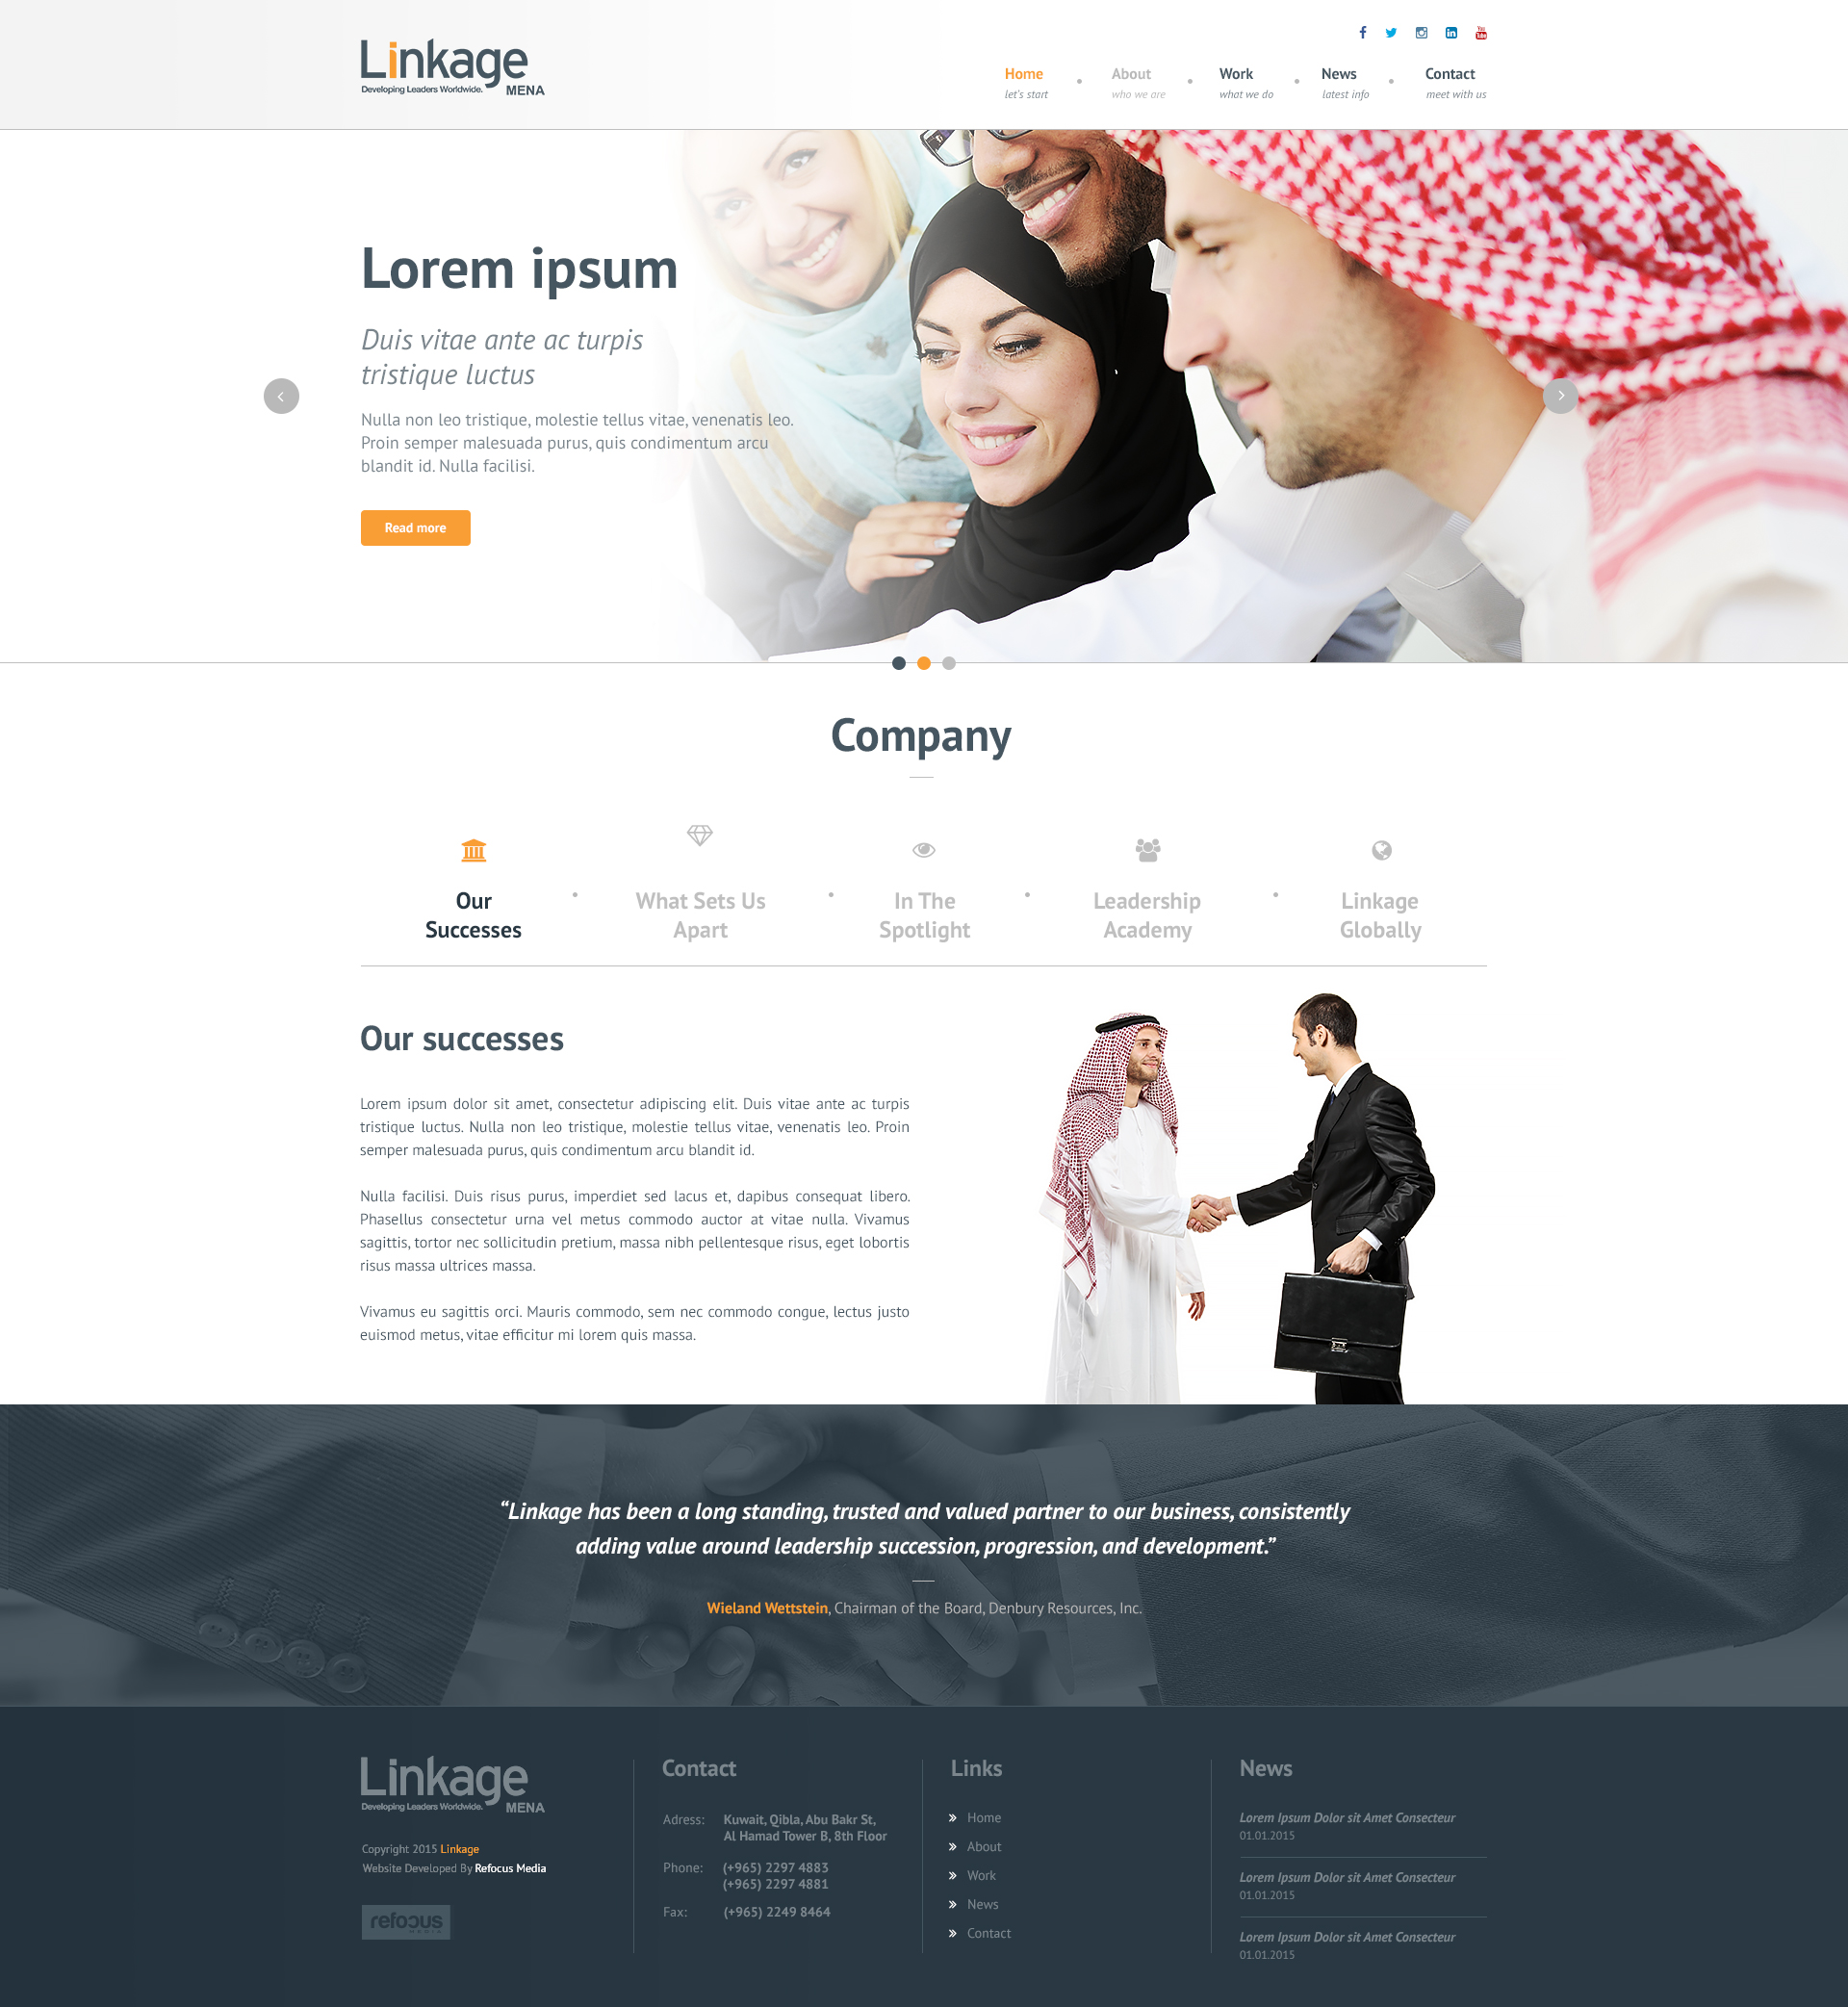 Linkage
Developing Leaders Worldwide.
MENA
Home
let's start
About
who we are
Work
what we do
News
latest info
Contact
meet with us
Lorem ipsum
Duis vitae ante ac turpis
tristique luctus
Nulla non leo tristique, molestie tellus vitae, venenatis leo.
Proin semper malesuada purus, quis condimentum arcu
blandit id. Nulla facilisi.
Read more
Company
Our
Successes
What Sets Us
Apart
In The
Spotlight
Leadership
Academy
Linkage
Globally
Our successes
Lorem ipsum dolor sit amet, consectetur adipiscing elit. Duis vitae ante ac turpis
tristique luctus. Nulla non leo tristique, molestie tellus vitae, venenatis leo. Proin
semper malesuada purus, quis condimentum arcu blandit id.
Nulla facilisi. Duis risus purus, imperdiet sed lacus et, dapibus consequat libero.
Phasellus consectetur urna vel metus commodo auctor at vitae nulla. Vivamus
sagittis, tortor nec sollicitudin pretium, massa nibh pellentesque risus, eget lobortis
risus massa ultrices massa.
Vivamus eu sagittis orci. Mauris commodo, sem nec commodo congue, lectus justo
euismod metus, vitae efficitur mi lorem quis massa.
“Linkage has been a long standing, trusted and valued partner to our business, consistently
adding value around leadership succession, progression, and development.”
Wieland Wettstein, Chairman of the Board, Denbury Resources, Inc.
Linkage
Developing Leaders Worldwide.
MENA
Copyright 2015 Linkage
Website Developed By Refocus Media
refocus
MEDIA
Contact
Adress: Kuwait, Qibla, Abu Bakr St,
Al Hamad Tower B, 8th Floor
Phone: (+965) 2297 4883
(+965) 2297 4881
Fax: (+965) 2249 8464
Links
Home
About
Work
News
Contact
News
Lorem Ipsum Dolor sit Amet Consecteur
01.01.2015
Lorem Ipsum Dolor sit Amet Consecteur
01.01.2015
Lorem Ipsum Dolor sit Amet Consecteur
01.01.2015